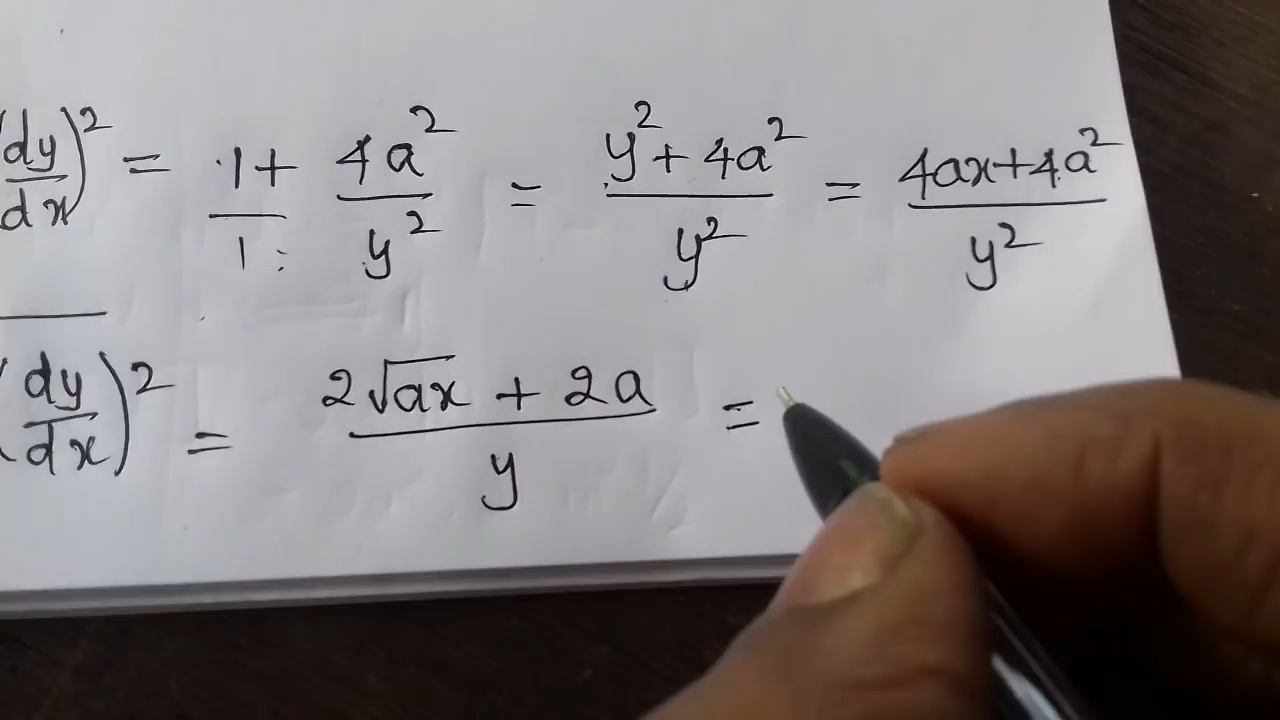 (dy/dx)² = 1/1 + 4a²/y² = (y² + 4a²)/y² = (4ax + 4a²)/y²
(dy/dx)² = (2√ax + 2a)/y =